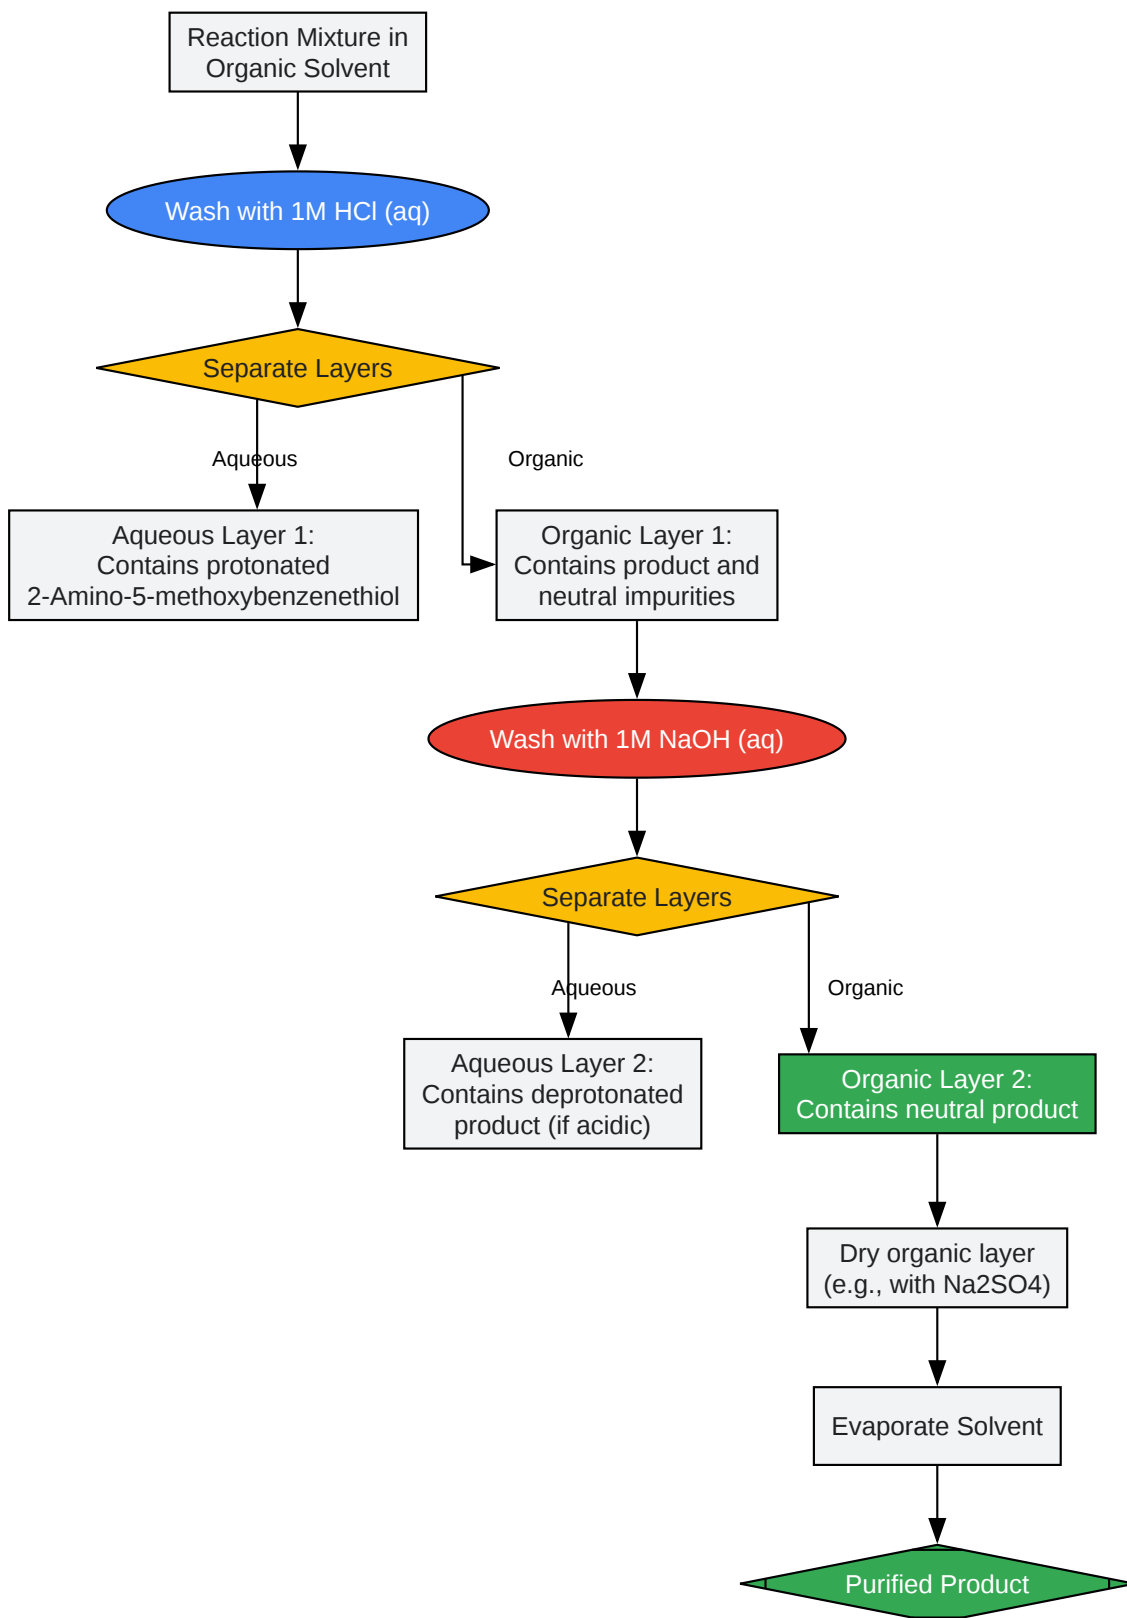 Reaction Mixture in
Organic Solvent
Wash with 1M HCl (aq)
Separate Layers
Aqueous
Organic
Aqueous Layer 1:
Contains protonated
2-Amino-5-methoxybenzenethiol
Organic Layer 1:
Contains product and
neutral impurities
Wash with 1M NaOH (aq)
Separate Layers
Aqueous
Organic
Aqueous Layer 2:
Contains deprotonated
product (if acidic)
Organic Layer 2:
Contains neutral product
Dry organic layer
(e.g., with Na2SO4)
Evaporate Solvent
Purified Product